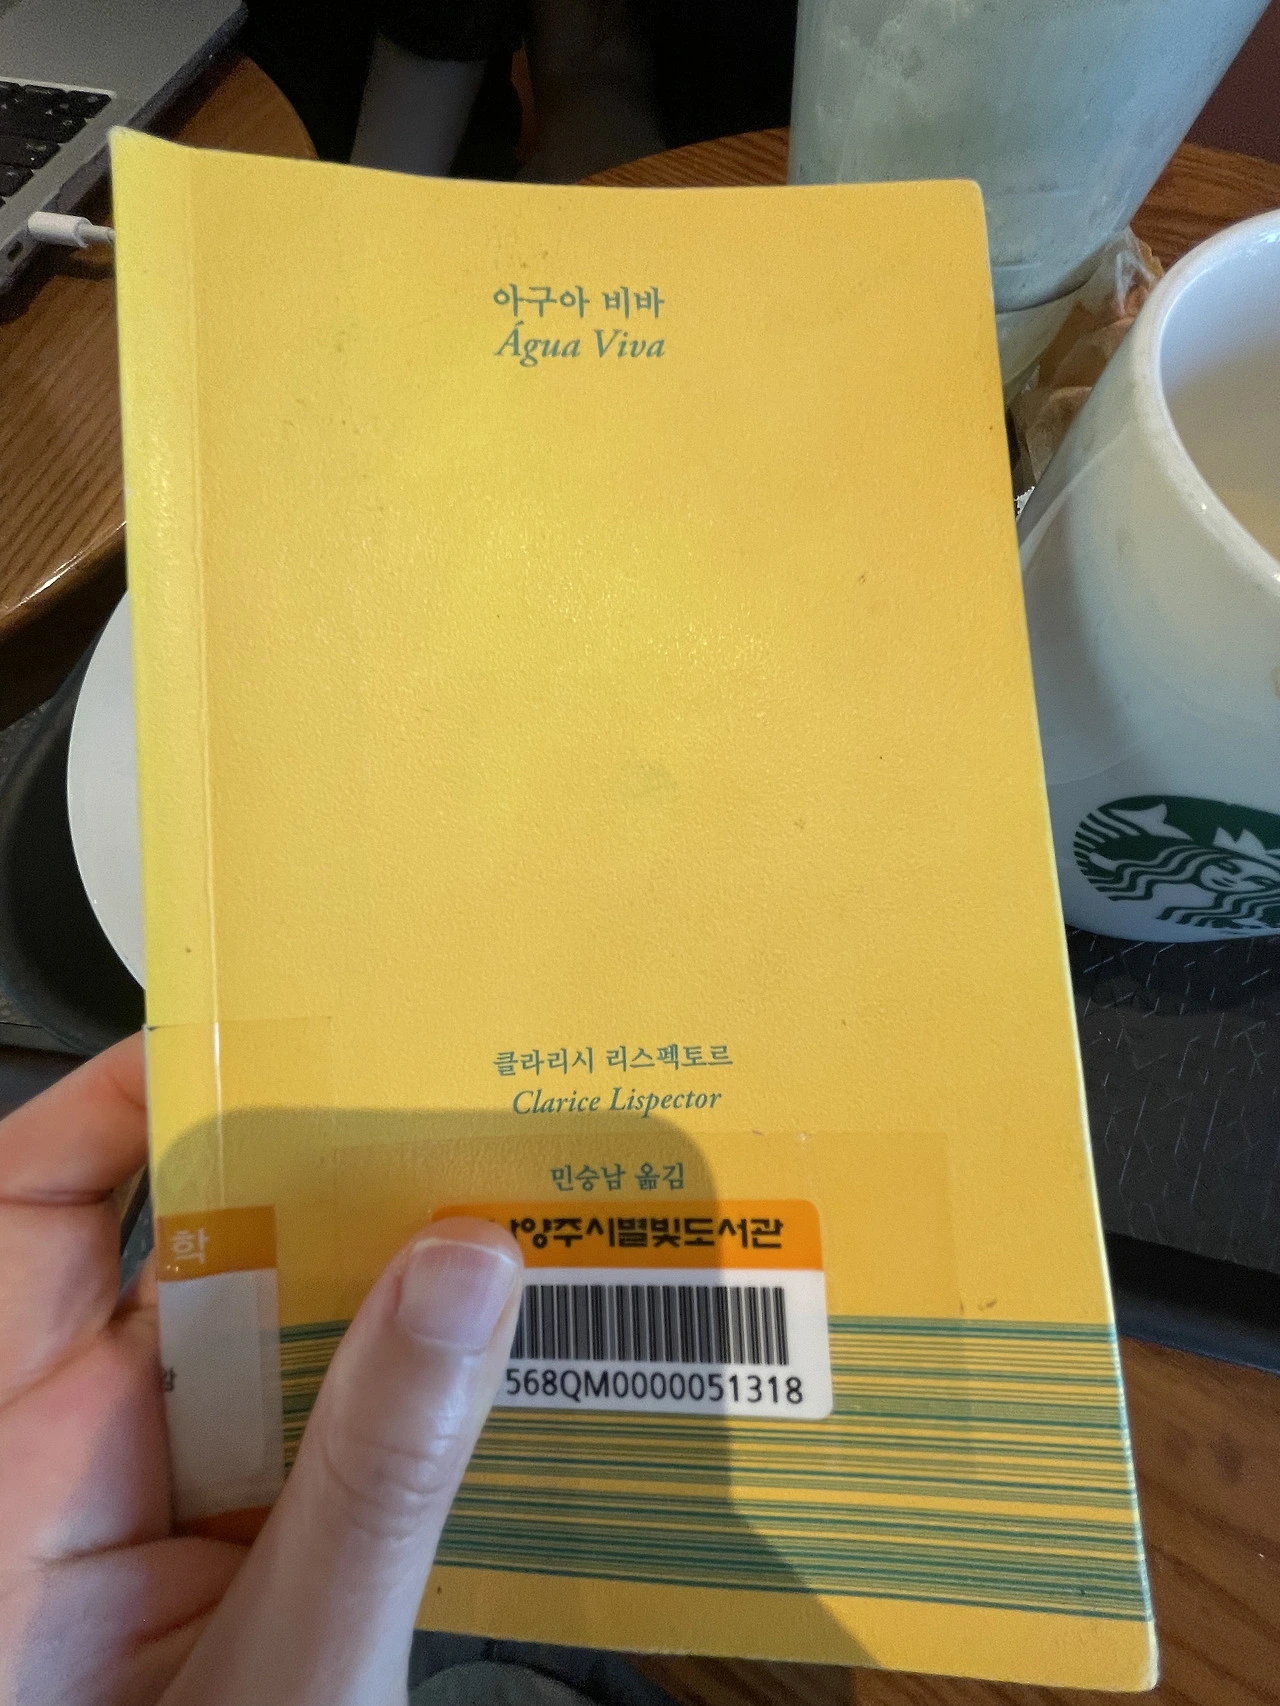 아구아 비바
Água Viva
클라리시 리스펙토르
Clarice Lispector
민승남 옮김
양주시별빛도서관
568QM0000051318
학